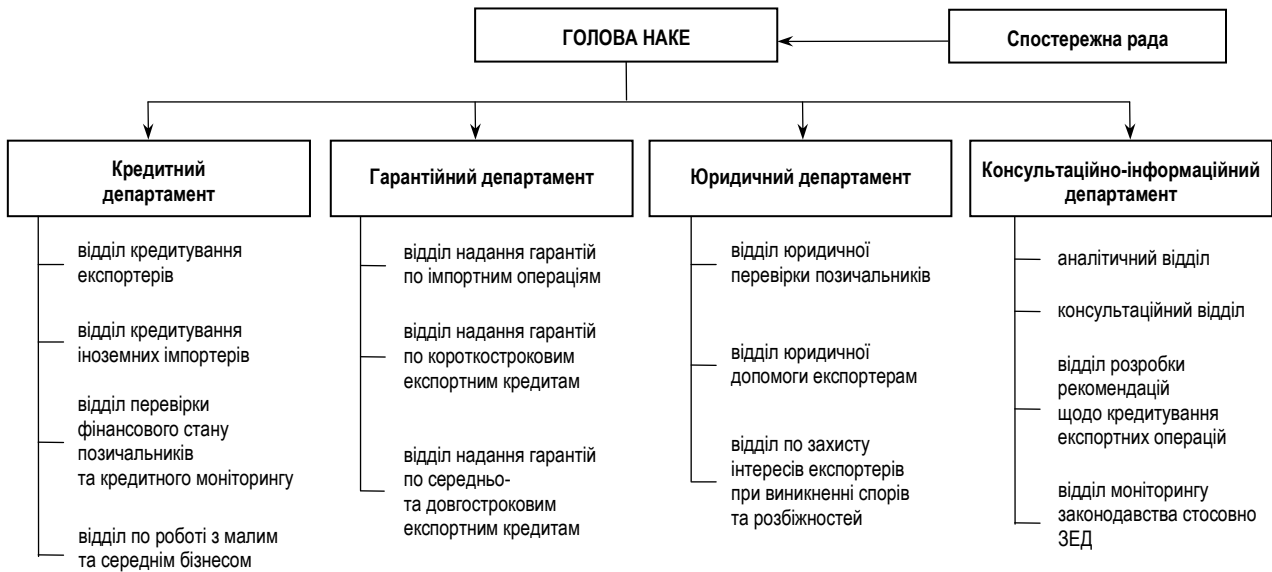 ГОЛОВА НАКЕ
Спостережна рада
Кредитний
департамент
відділ кредитування
експортерів
відділ кредитування
іноземних імпортерів
відділ перевірки
фінансового стану
позичальників
та кредитного моніторингу
відділ по роботі з малим
та середнім бізнесом
Гарантійний департамент
відділ надання гарантій
по імпортним операціям
відділ надання гарантій
по короткостроковим
експортним кредитам
відділ надання гарантій
по середньо-
та довгостроковим
експортним кредитам
Юридичний департамент
відділ юридичної
перевірки позичальників
відділ юридичної
допомоги експортерам
відділ по захисту
інтересів експортерів
при виникненні спорів
та розбіжностей
Консультаційно-інформаційний
департамент
аналітичний відділ
консультаційний відділ
відділ розробки
рекомендацій
щодо кредитування
експортних операцій
відділ моніторингу
законодавства стосовно
ЗЕД